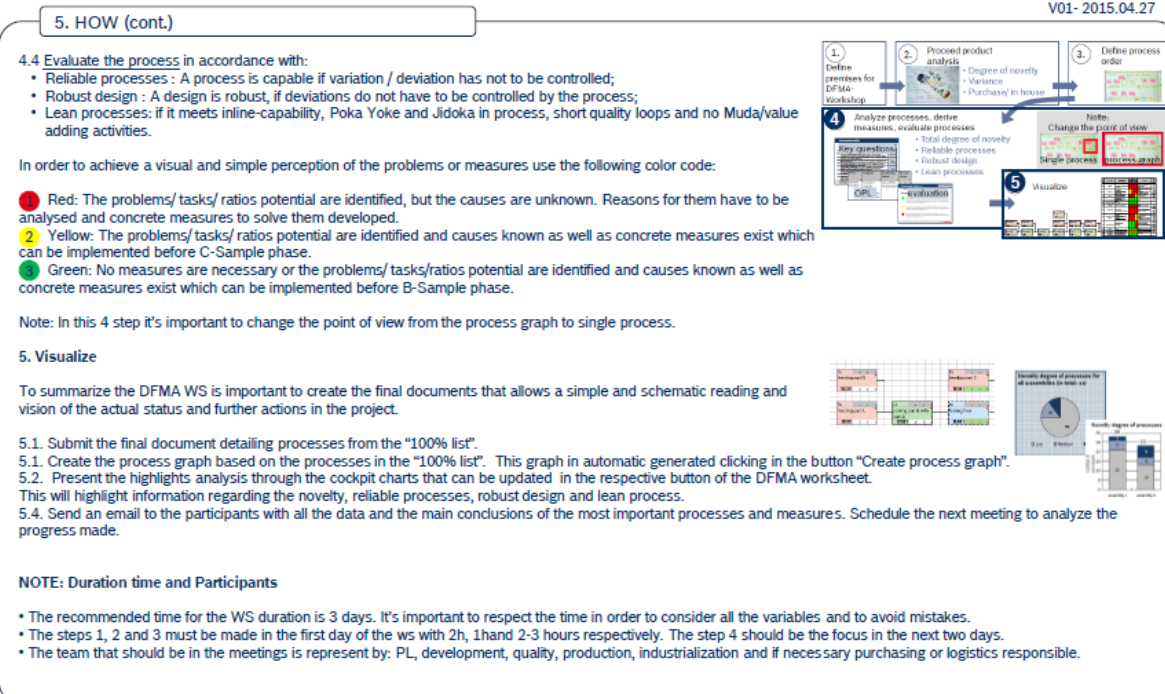 V01- 2015.04.27
5. HOW (cont.)
4.4 Evaluate the process in accordance with:
• Reliable processes : A process is capable if variation / deviation has not to be controlled;
• Robust design : A design is robust, if deviations do not have to be controlled by the process;
• Lean processes: if it meets inline-capability, Poka Yoke and Jidoka in process, short quality loops and no Muda/value
adding activities.
In order to achieve a visual and simple perception of the problems or measures use the following color code:
1 Red: The problems/ tasks/ ratios potential are identified, but the causes are unknown. Reasons for them have to be
analysed and concrete measures to solve them developed.
2 Yellow: The problems/ tasks/ ratios potential are identified and causes known as well as concrete measures exist which
can be implemented before C-Sample phase.
3 Green: No measures are necessary or the problems/ tasks/ratios potential are identified and causes known as well as
concrete measures exist which can be implemented before B-Sample phase.
Note: In this 4 step it's important to change the point of view from the process graph to single process.
1.
Define
premises for
DFMA-
Workshop
2.
Proceed product
analysis
• Degree of novelty
• Variance
• Purchase/ in house
3.
Define process
order
4
Analyze processes, derive
measures, evaluate processes
Key questions
OPL
evaluation
• Total degree of novelty
• Reliable processes
• Robust design
• Lean processes
Note:
Change the point of view
Single process
process graph
5
Visualize
5. Visualize
To summarize the DFMA WS is important to create the final documents that allows a simple and schematic reading and
vision of the actual status and further actions in the project.
5.1. Submit the final document detailing processes from the "100% list".
5.1. Create the process graph based on the processes in the "100% list". This graph in automatic generated clicking in the button "Create process graph".
5.2. Present the highlights analysis through the cockpit charts that can be updated in the respective button of the DFMA worksheet.
This will highlight information regarding the novelty, reliable processes, robust design and lean process.
5.4. Send an email to the participants with all the data and the main conclusions of the most important processes and measures. Schedule the next meeting to analyze the
progress made.
Novelty degree of processes for
Novelty degree of processes
NOTE: Duration time and Participants
• The recommended time for the WS duration is 3 days. It's important to respect the time in order to consider all the variables and to avoid mistakes.
• The steps 1, 2 and 3 must be made in the first day of the ws with 2h, 1hand 2-3 hours respectively. The step 4 should be the focus in the next two days.
• The team that should be in the meetings is represent by: PL, development, quality, production, industrialization and if necessary purchasing or logistics responsible.